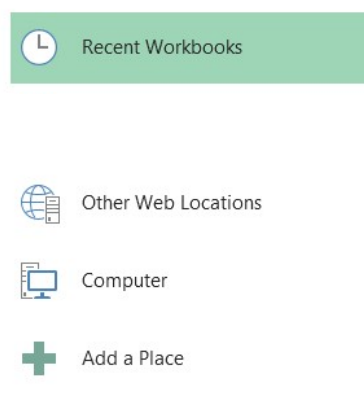 Recent Workbooks
Other Web Locations
Computer
Add a Place